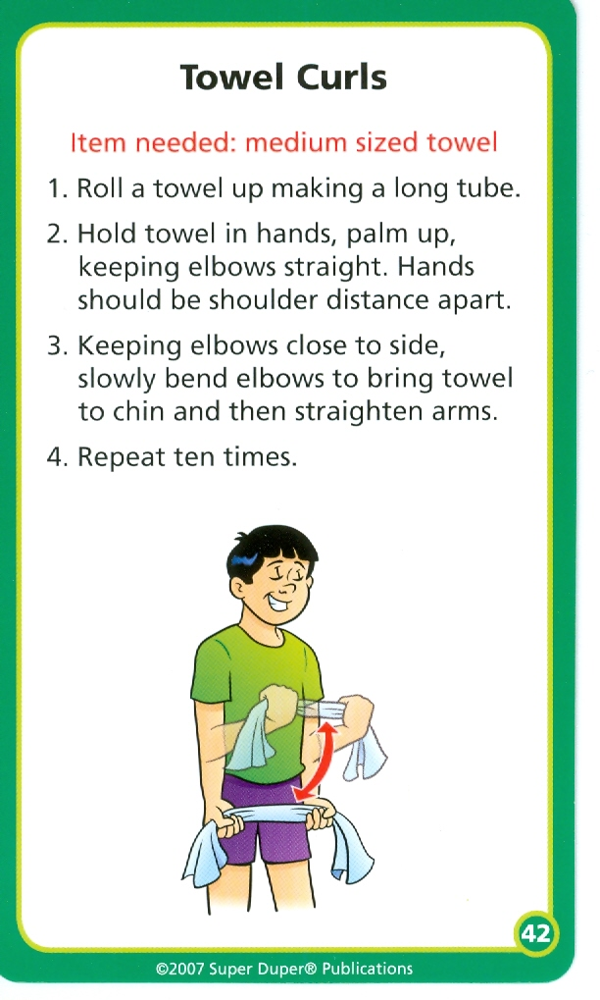 Towel Curls
Item needed: medium sized towel
1. Roll a towel up making a long tube.
2. Hold towel in hands, palm up,
keeping elbows straight. Hands
should be shoulder distance apart.
3. Keeping elbows close to side,
slowly bend elbows to bring towel
to chin and then straighten arms.
4. Repeat ten times.
42
©2007 Super Duper® Publications